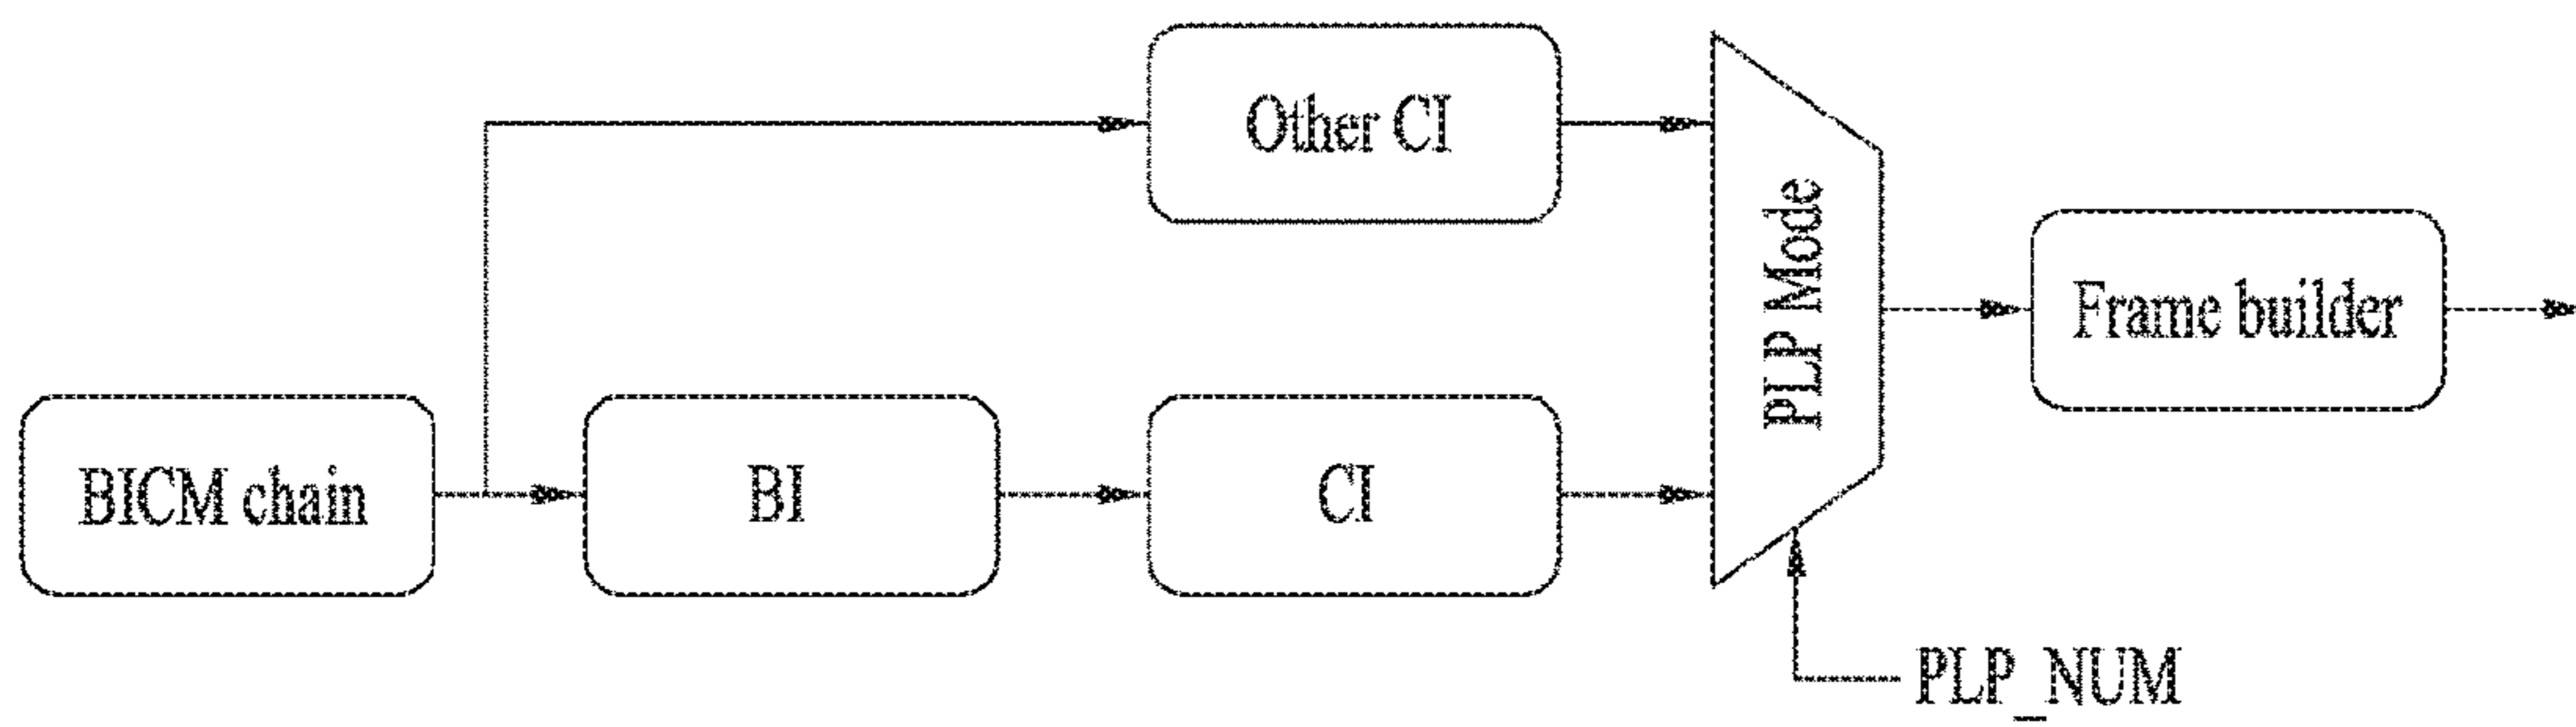 Other CI
PLP Mode
Frame builder
BICM chain
BI
CI
PLP_NUM